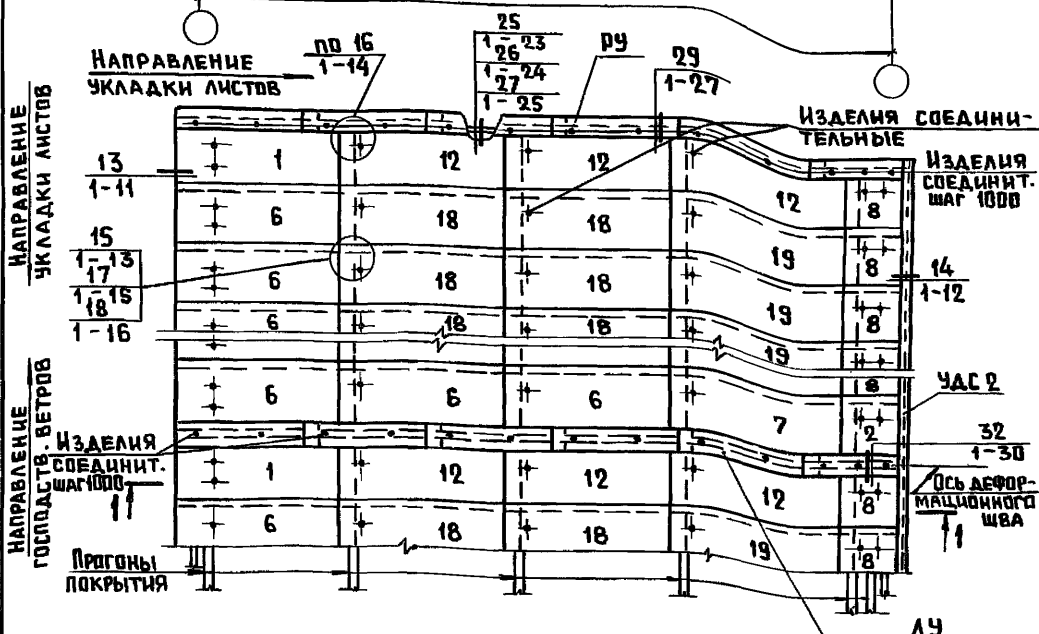 НАПРАВЛЕНИЕ
УКЛАДКИ ЛИСТОВ
ПО 16
1-14
25
1-23
26
1-24
27
1-25
РУ
29
1-27
ИЗДЕЛИЯ СОЕДИНИ-
ТЕЛЬНЫЕ
ИЗДЕЛИЯ
СОЕДИНИТ.
ШАГ 1000
НАПРАВЛЕНИЕ
УКЛАДКИ ЛИСТОВ
13
1-11
1
12
12
12
8
6
18
18
19
8
15
1-13
17
1-15
18
1-16
6
18
18
19
8
14
1-12
6
18
18
19
8
УДС 2
НАПРАВЛЕНИЕ
ГОСПОДСТВ. ВЕТРОВ
6
6
6
7
2
32
1-30
ИЗДЕЛИЯ
СОЕДИНИТ.
ШАГ 1000
1
1
12
12
12
8
ОСЬ ДЕФОР-
МАЦИОННОГО
ШВА
1
6
18
18
19
8
ПРОГОНЫ
ПОКРЫТИЯ
ЛУ